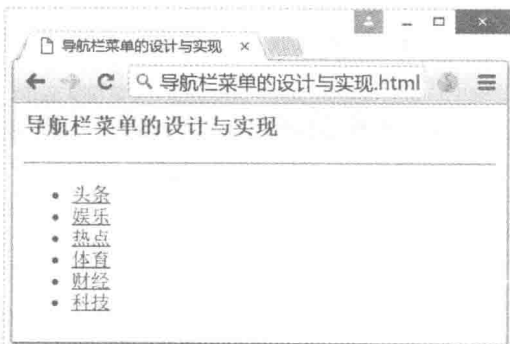 导航栏菜单的设计与实现
导航栏菜单的设计与实现.html
导航栏菜单的设计与实现
头条
娱乐
热点
体育
财经
科技